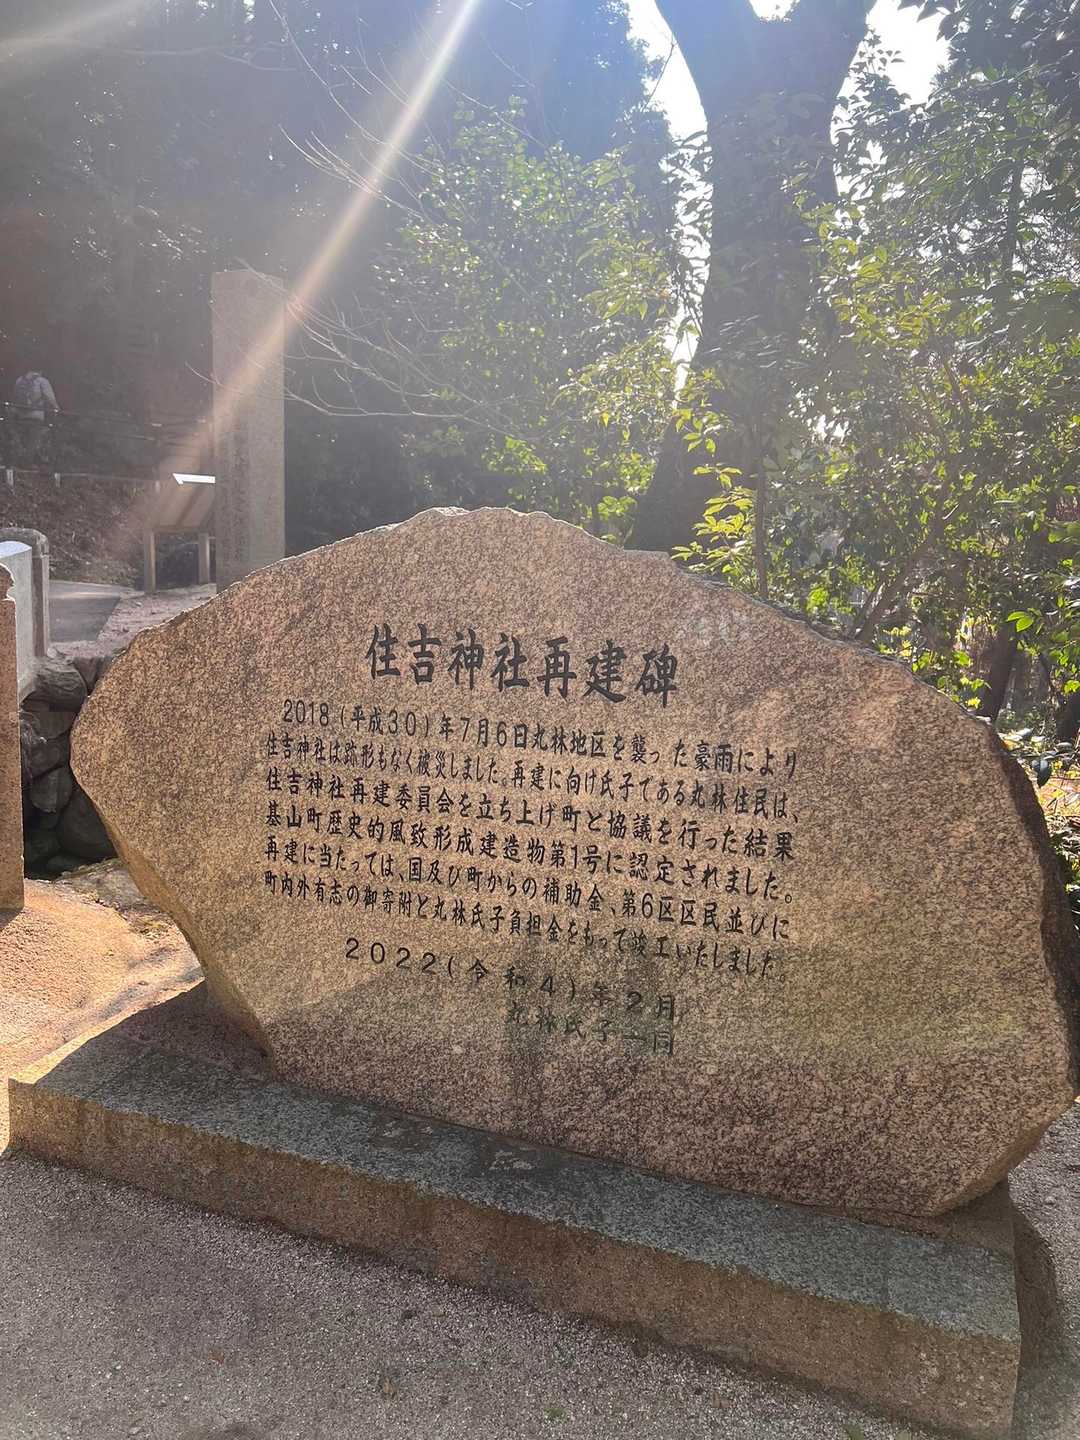 住吉神社再建碑
2018(平成30)年7月6日丸林地区を襲った豪雨により
住吉神社は跡形もなく被災しました。再建に向け氏子である丸林住民は、
住吉神社再建委員会を立ち上げ町と協議を行った結果
基山町歴史的風致形成建造物第1号に認定されました。
再建に当たっては、国及び町からの補助金、第6区区民並びに
町内外有志の御寄附と丸林氏子負担金をもって竣工いたしました。
2022(令和4)年2月
丸林氏子一同